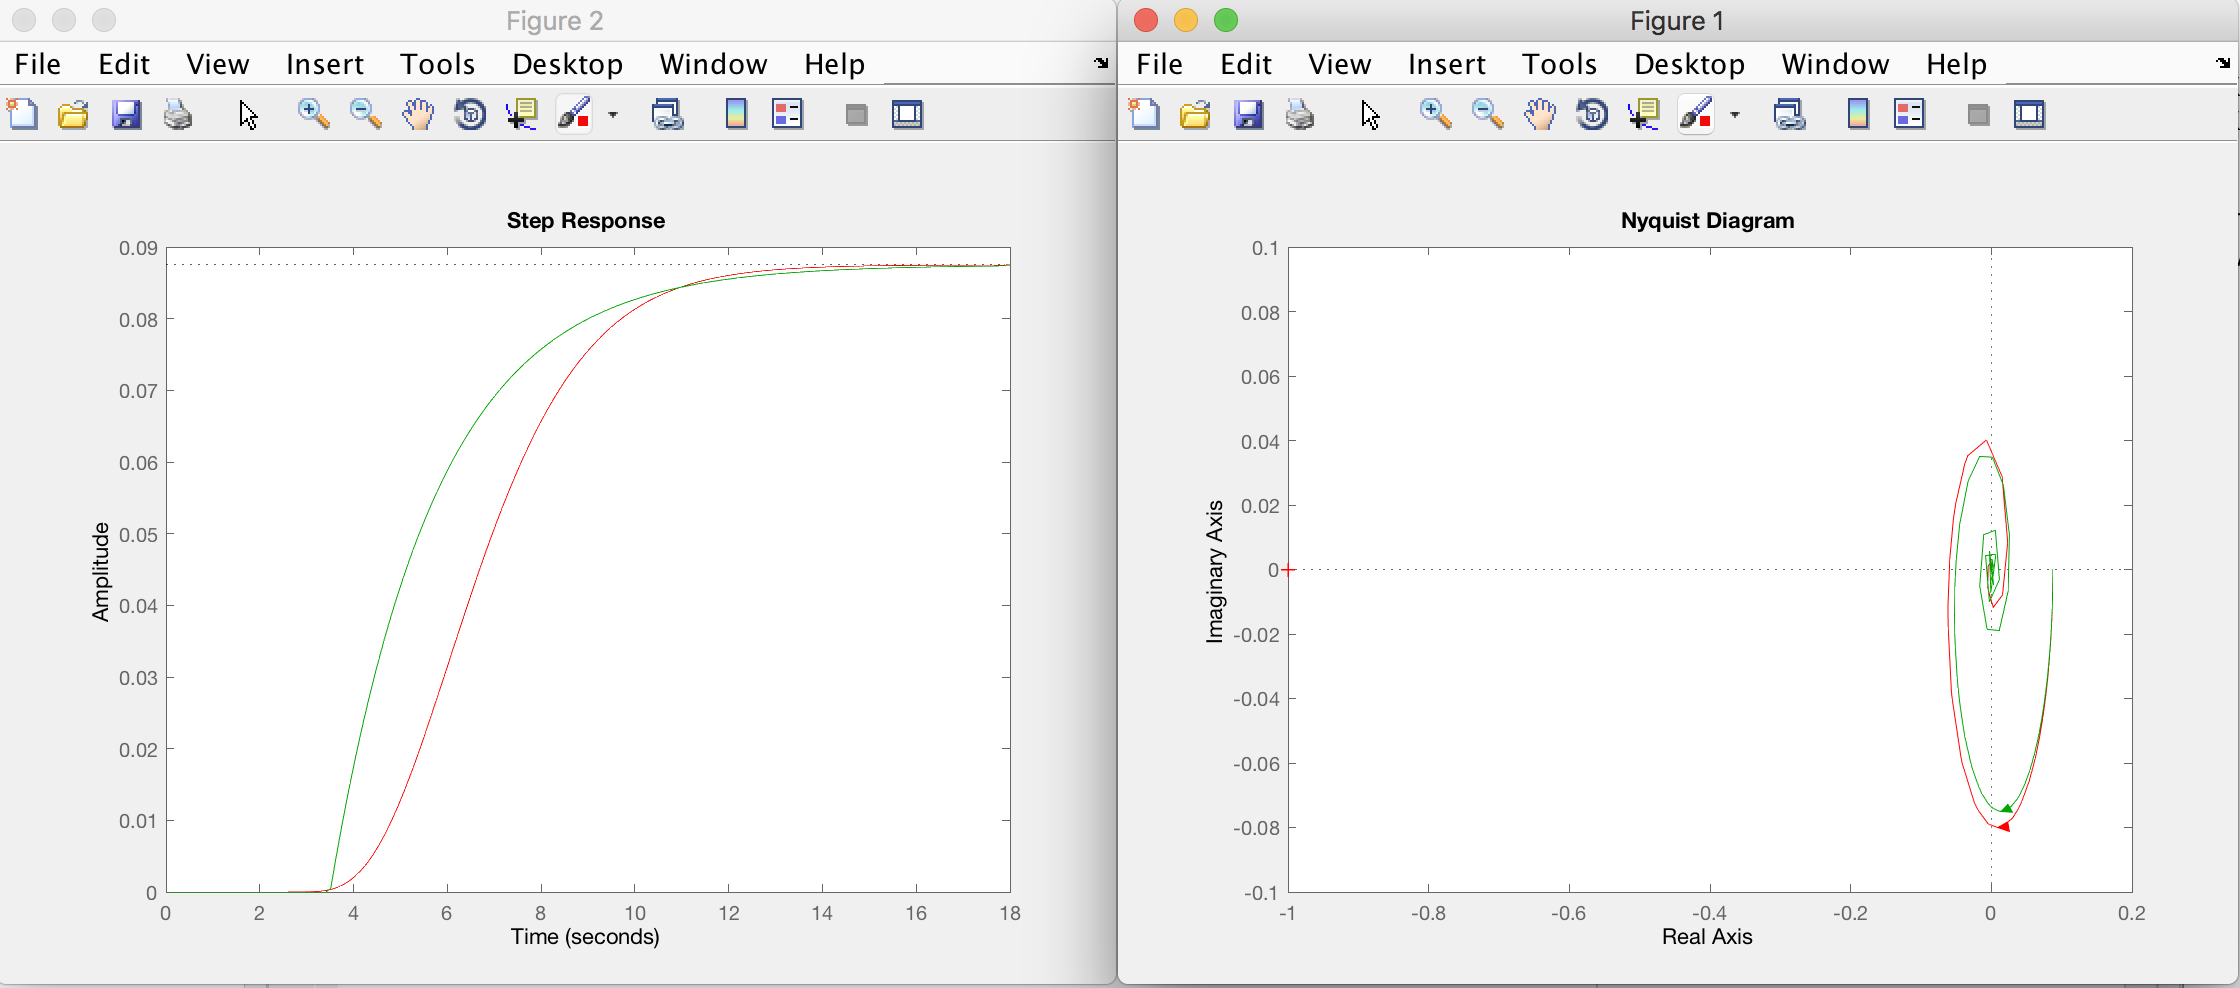 Figure 2
File Edit View Insert Tools Desktop Window Help
Step Response
0.09
0.08
0.07
0.06
0.05
0.04
0.03
0.02
0.01
0
Amplitude
0 2 4 6 8 10 12 14 16 18
Time (seconds)
Figure 1
File Edit View Insert Tools Desktop Window Help
Nyquist Diagram
0.1
0.08
0.06
0.04
0.02
0
-0.02
-0.04
-0.06
-0.08
-0.1
Imaginary Axis
-1 -0.8 -0.6 -0.4 -0.2 0 0.2
Real Axis